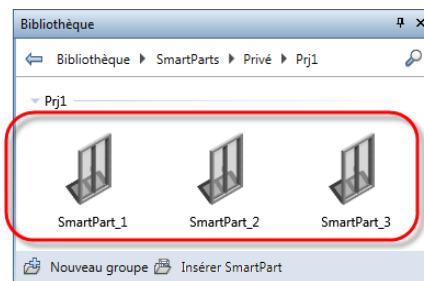 Bibliothèque
Bibliothèque SmartParts Privé Prj1
Prj1
SmartPart_1 SmartPart_2 SmartPart_3
Nouveau groupe Insérer SmartPart